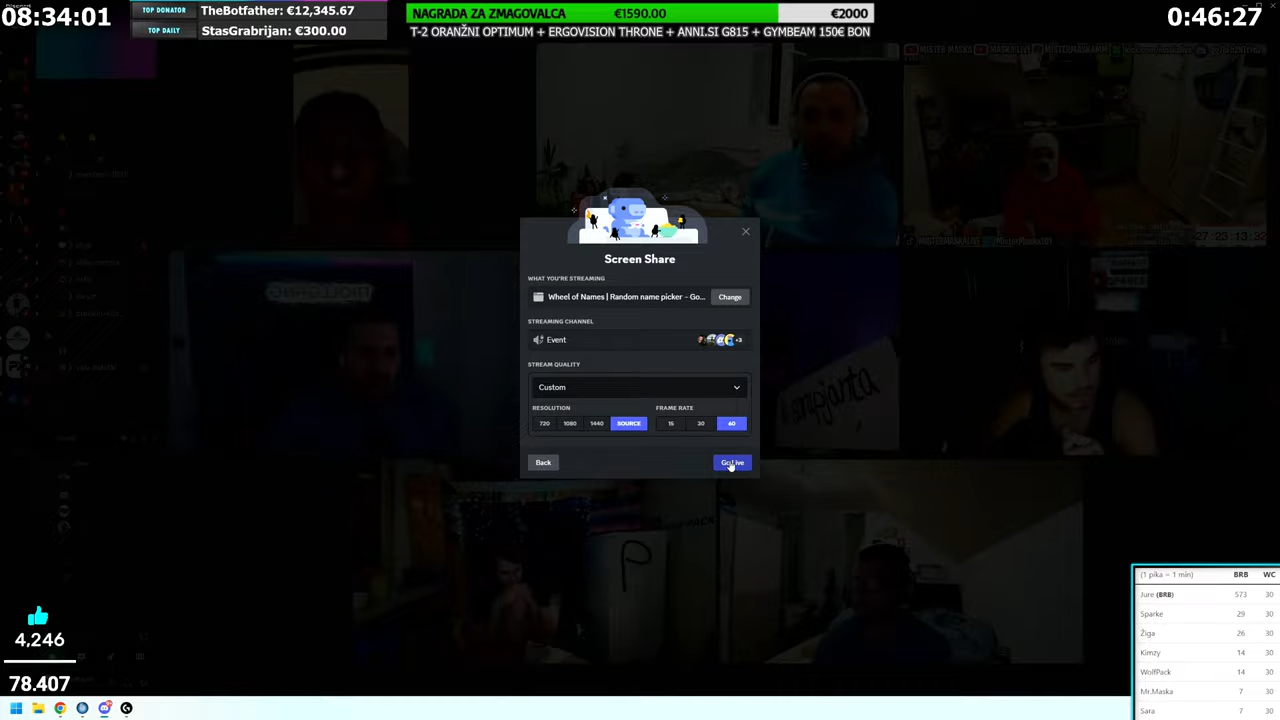 08:34:01
TOP DONATOR
TheBotfather: €12,345.67
TOP DAILY
StasGrabrijan: €300.00
NAGRADA ZA ZMAGOVALCA €1590.00 €2000
T-2 ORANŽNI OPTIMUM + ERGOVISION THRONE + ANNI.SI G815 + GYMBEAM 150€ BON
0:46:27
Screen Share
WHAT YOU'RE STREAMING
Wheel of Names | Random name picker – Go...
Change
STREAMING CHANNEL
Event
+3
STREAM QUALITY
Custom
RESOLUTION
FRAME RATE
720 1080 1440 SOURCE
15 30 60
Back
Go Live
P
4,246
78.407
(1 pika = 1 min) BRB WC
Jure (BRB) 573 30
Sparke 29 30
Žiga 26 30
Kimzy 14 30
WolfPack 14 30
Mr.Maska 7 30
Sara 7 30